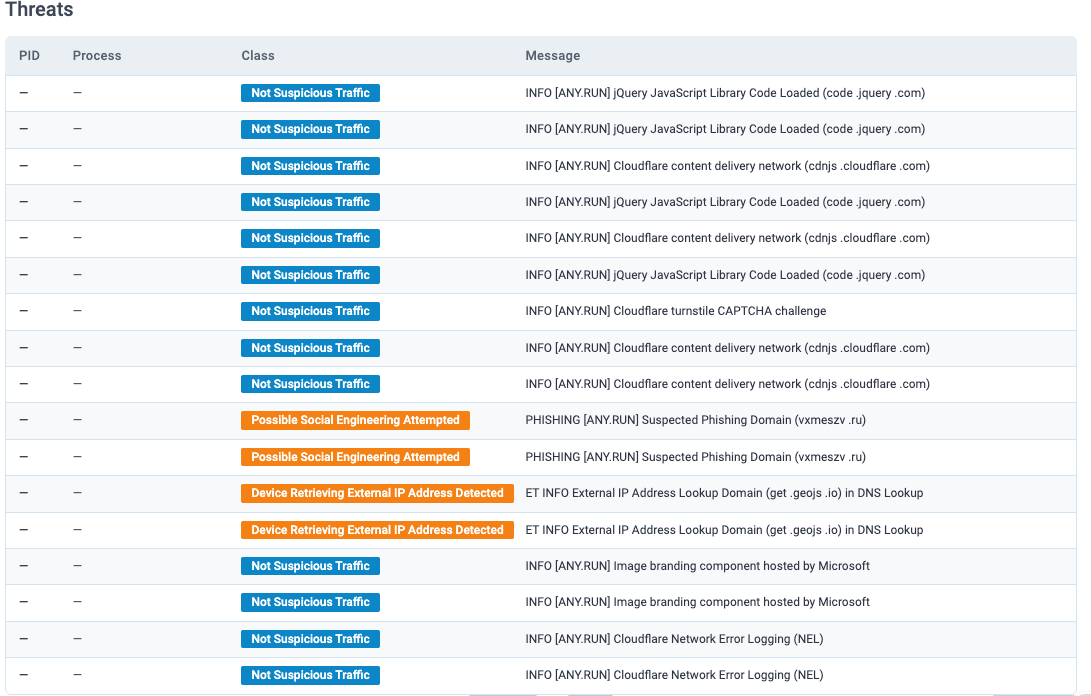 Threats
PID Process Class Message
– – Not Suspicious Traffic INFO [ANY.RUN] jQuery JavaScript Library Code Loaded (code .jquery .com)
– – Not Suspicious Traffic INFO [ANY.RUN] jQuery JavaScript Library Code Loaded (code .jquery .com)
– – Not Suspicious Traffic INFO [ANY.RUN] Cloudflare content delivery network (cdnjs .cloudflare .com)
– – Not Suspicious Traffic INFO [ANY.RUN] jQuery JavaScript Library Code Loaded (code .jquery .com)
– – Not Suspicious Traffic INFO [ANY.RUN] Cloudflare content delivery network (cdnjs .cloudflare .com)
– – Not Suspicious Traffic INFO [ANY.RUN] jQuery JavaScript Library Code Loaded (code .jquery .com)
– – Not Suspicious Traffic INFO [ANY.RUN] Cloudflare turnstile CAPTCHA challenge
– – Not Suspicious Traffic INFO [ANY.RUN] Cloudflare content delivery network (cdnjs .cloudflare .com)
– – Not Suspicious Traffic INFO [ANY.RUN] Cloudflare content delivery network (cdnjs .cloudflare .com)
– – Possible Social Engineering Attempted PHISHING [ANY.RUN] Suspected Phishing Domain (vxmeszv .ru)
– – Possible Social Engineering Attempted PHISHING [ANY.RUN] Suspected Phishing Domain (vxmeszv .ru)
– – Device Retrieving External IP Address Detected ET INFO External IP Address Lookup Domain (get .geojs .io) in DNS Lookup
– – Device Retrieving External IP Address Detected ET INFO External IP Address Lookup Domain (get .geojs .io) in DNS Lookup
– – Not Suspicious Traffic INFO [ANY.RUN] Image branding component hosted by Microsoft
– – Not Suspicious Traffic INFO [ANY.RUN] Image branding component hosted by Microsoft
– – Not Suspicious Traffic INFO [ANY.RUN] Cloudflare Network Error Logging (NEL)
– – Not Suspicious Traffic INFO [ANY.RUN] Cloudflare Network Error Logging (NEL)